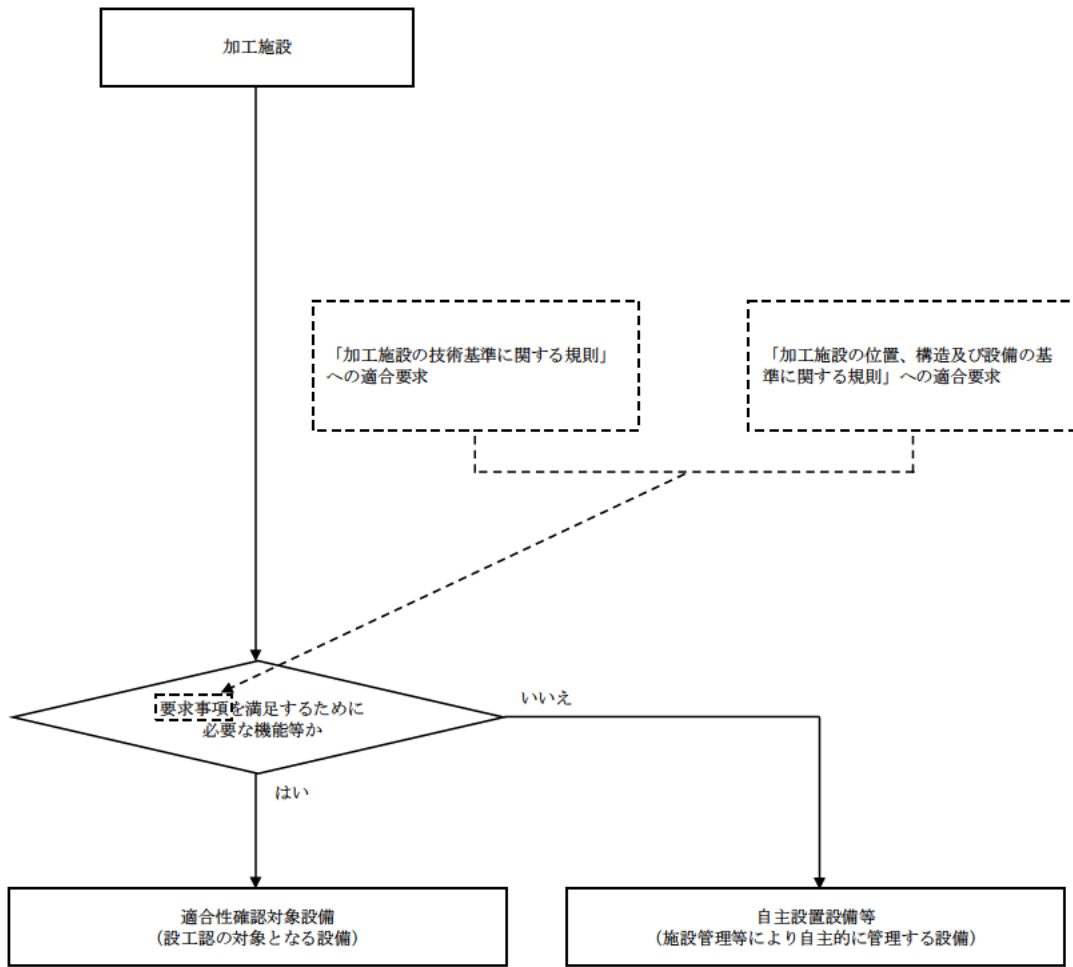 加工施設
「加工施設の技術基準に関する規則」
への適合要求
「加工施設の位置、構造及び設備の基
準に関する規則」への適合要求
要求事項を満足するために
必要な機能等か
いいえ
はい
適合性確認対象設備
（設工認の対象となる設備）
自主設置設備等
（施設管理等により自主的に管理する設備）